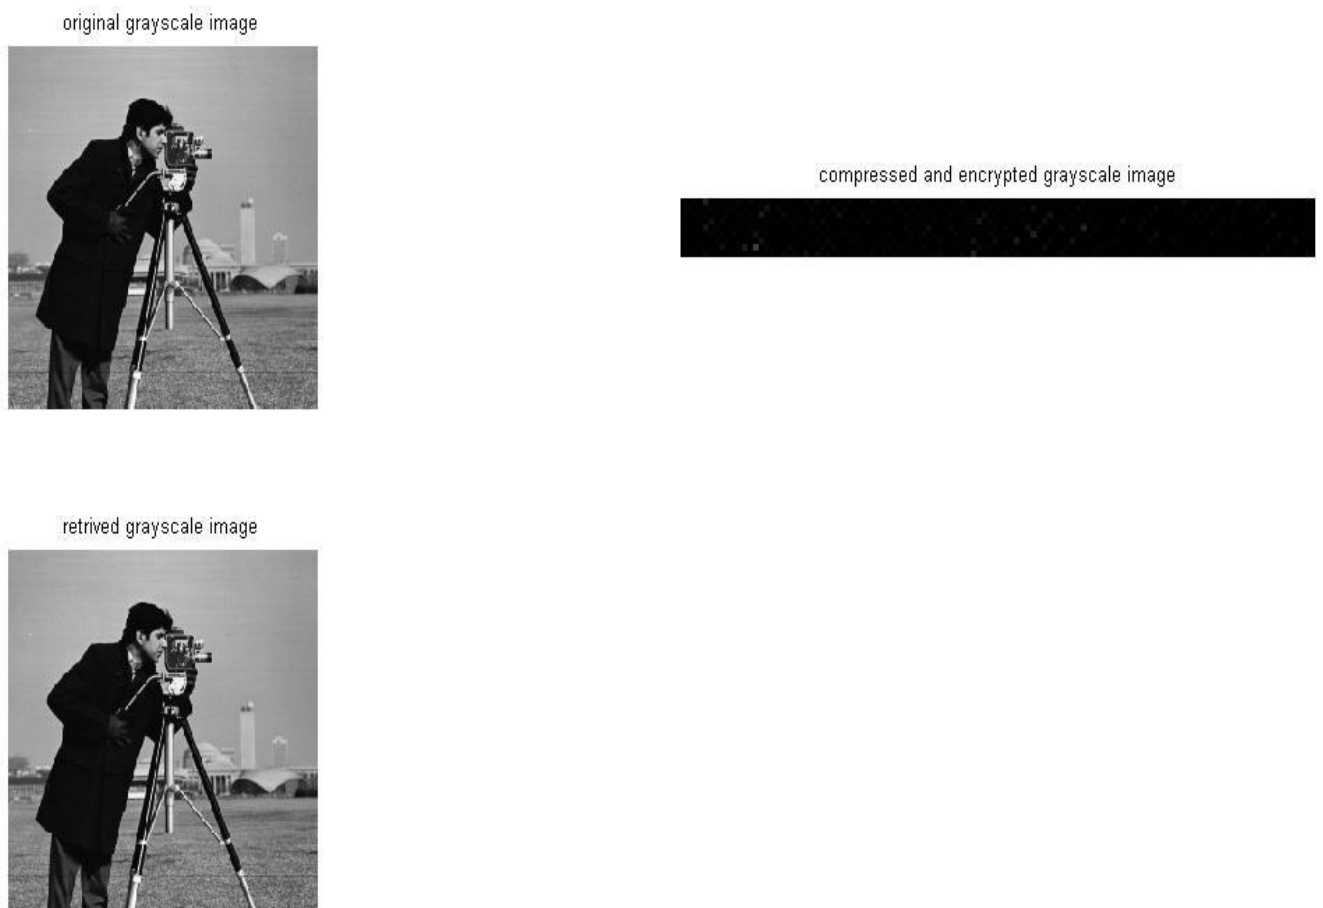 original grayscale image
compressed and encrypted grayscale image
retrived grayscale image